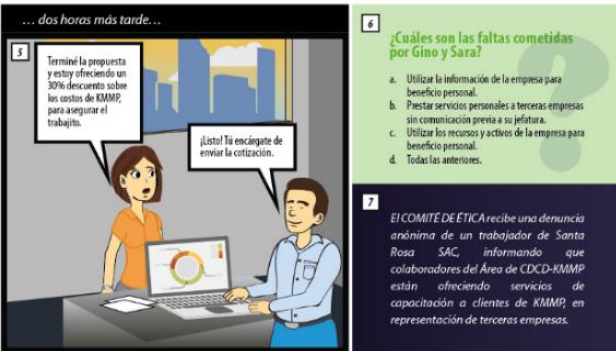 ... dos horas más tarde...
5
Terminé la propuesta
y estoy ofreciendo un
30% descuento sobre
los costos de KMMP,
para asegurar el
trabajito.
¡Listo! Tú encárgate de
enviar la cotización.
6
¿Cuáles son las faltas cometidas
por Gino y Sara?
a. Utilizar la información de la empresa para
beneficio personal.
b. Prestar servicios personales a terceras empresas
sin comunicación previa a su jefatura.
c. Utilizar los recursos y activos de la empresa para
beneficio personal.
d. Todas las anteriores.
7
El COMITÉ DE ÉTICA recibe una denuncia
anónima de un trabajador de Santa
Rosa SAC, informando que
colaboradores del Área de CDCD-KMMP
están ofreciendo servicios de
capacitación a clientes de KMMP, en
representación de terceras empresas.